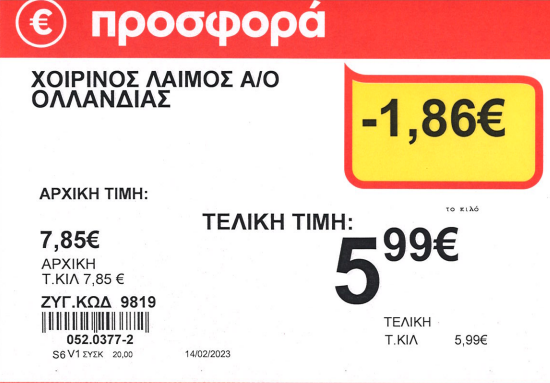 € προσφορά
ΧΟΙΡΙΝΟΣ ΛΑΙΜΟΣ Α/Ο
ΟΛΛΑΝΔΙΑΣ
-1,86€
ΑΡΧΙΚΗ ΤΙΜΗ:
το κιλό
ΤΕΛΙΚΗ ΤΙΜΗ:
7,85€
5 99€
ΑΡΧΙΚΗ
Τ.ΚΙΛ 7,85 €
ΖΥΓ.ΚΩΔ 9819
ΤΕΛΙΚΗ
Τ.ΚΙΛ 5,99€
052.0377-2
S6 V1 ΣΥΣΚ 20,00 14/02/2023